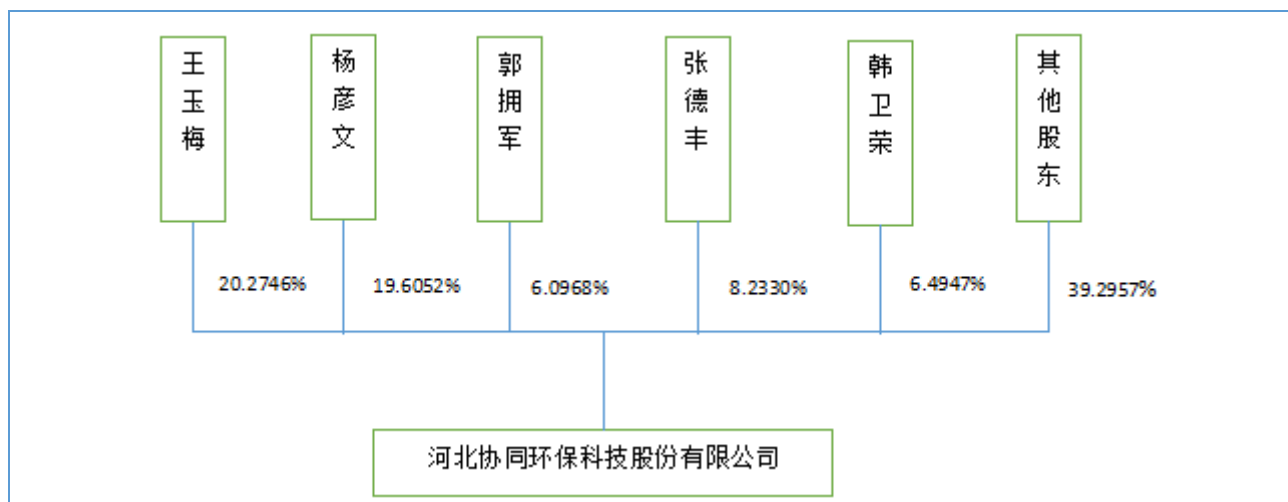 王玉梅
杨彦文
郭拥军
张德丰
韩卫荣
其他股东
20.2746%
19.6052%
6.0968%
8.2330%
6.4947%
39.2957%
河北协同环保科技股份有限公司